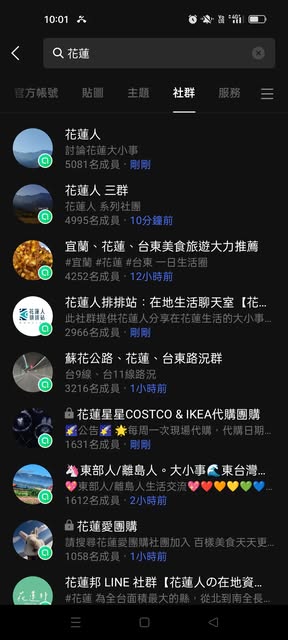 10:01
花蓮
官方帳號 貼圖 主題 社群 服務
花蓮人
討論花蓮大小事
5081名成員・剛剛
花蓮人 三群
花蓮人 系列社團
4995名成員・10分鐘前
宜蘭、花蓮、台東美食旅遊大力推薦
#宜蘭 #花蓮 #台東 一日生活圈
4252名成員・12小時前
花蓮人排排站：在地生活聊天室【花...
此社群提供花蓮人分享在花蓮生活的大小事...
2966名成員・剛剛
蘇花公路、花蓮、台東路況群
台9線、台11線路況
3216名成員・1小時前
花蓮星星COSTCO & IKEA代購團購
🌠公告🌠 🌟每周一次現場代購，代購日期...
1631名成員・剛剛
🦄東部人/離島人。大小事🌊東台灣...
💖東部人/離島人生活交流💖❤️🧡💛💚💙...
1612名成員・2小時前
花蓮愛團購
請搜尋花蓮愛團購社團加入 百樣美食天天更...
1058名成員・1小時前
花蓮邦 LINE 社群【花蓮人の在地資...
#花蓮 為全台面積最大的縣，從北到南全長...